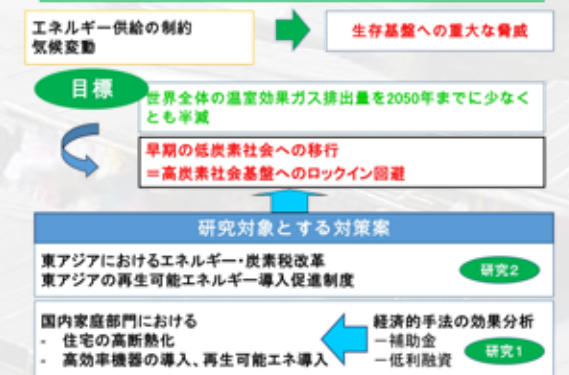 エネルギー供給の制約
気候変動
生存基盤への重大な脅威
目標
世界全体の温室効果ガス排出量を2050年までに少なく
とも半減
早期の低炭素社会への移行
＝高炭素社会基盤へのロックイン回避
研究対象とする対策案
東アジアにおけるエネルギー・炭素税改革
東アジアの再生可能エネルギー導入促進制度
研究2
国内家庭部門における
- 住宅の高断熱化
- 高効率機器の導入、再生可能エネ導入
経済的手法の効果分析
－補助金
－低利融資
研究1